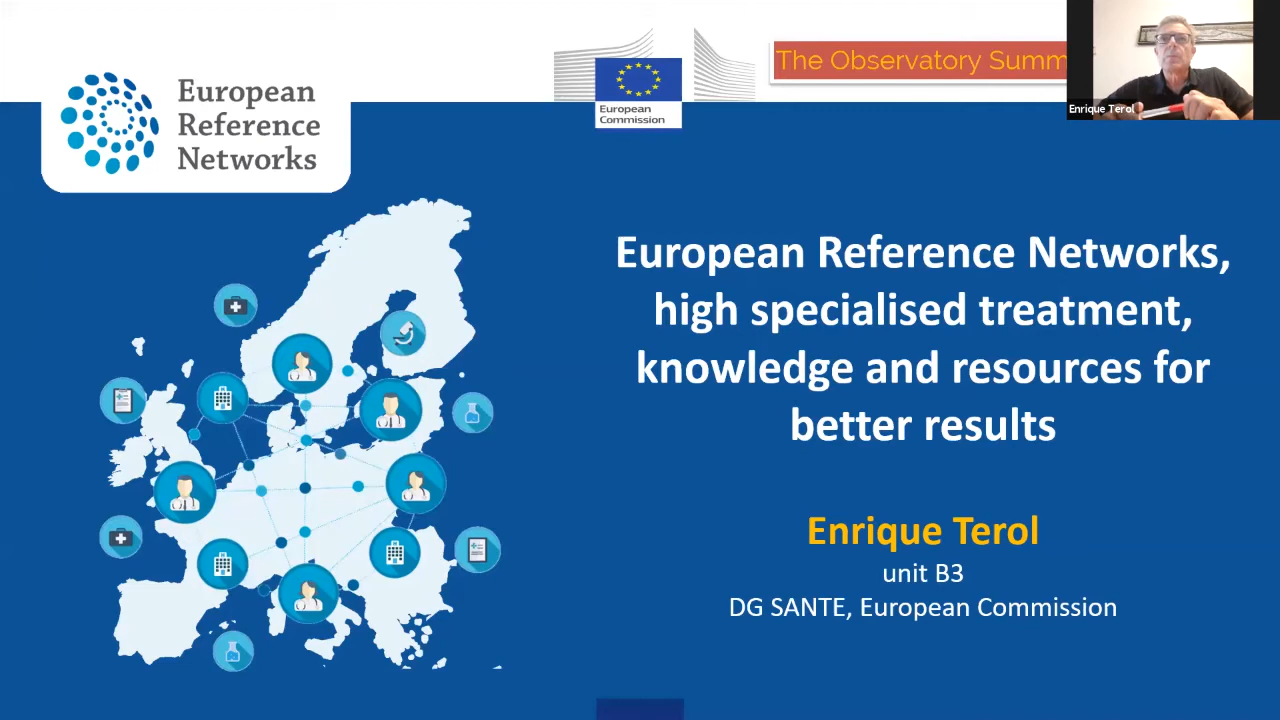 European
Reference
Networks
European
Commission
The Observatory Summ
Enrique Terol
European Reference Networks,
high specialised treatment,
knowledge and resources for
better results
Enrique Terol
unit B3
DG SANTE, European Commission